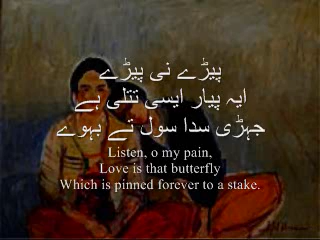 پیڑے نی پیڑے
ایہ پیار ایسی تتلی ہے
جہڑی سدا سول تے بہوے
Listen, o my pain,
Love is that butterfly
Which is pinned forever to a stake.